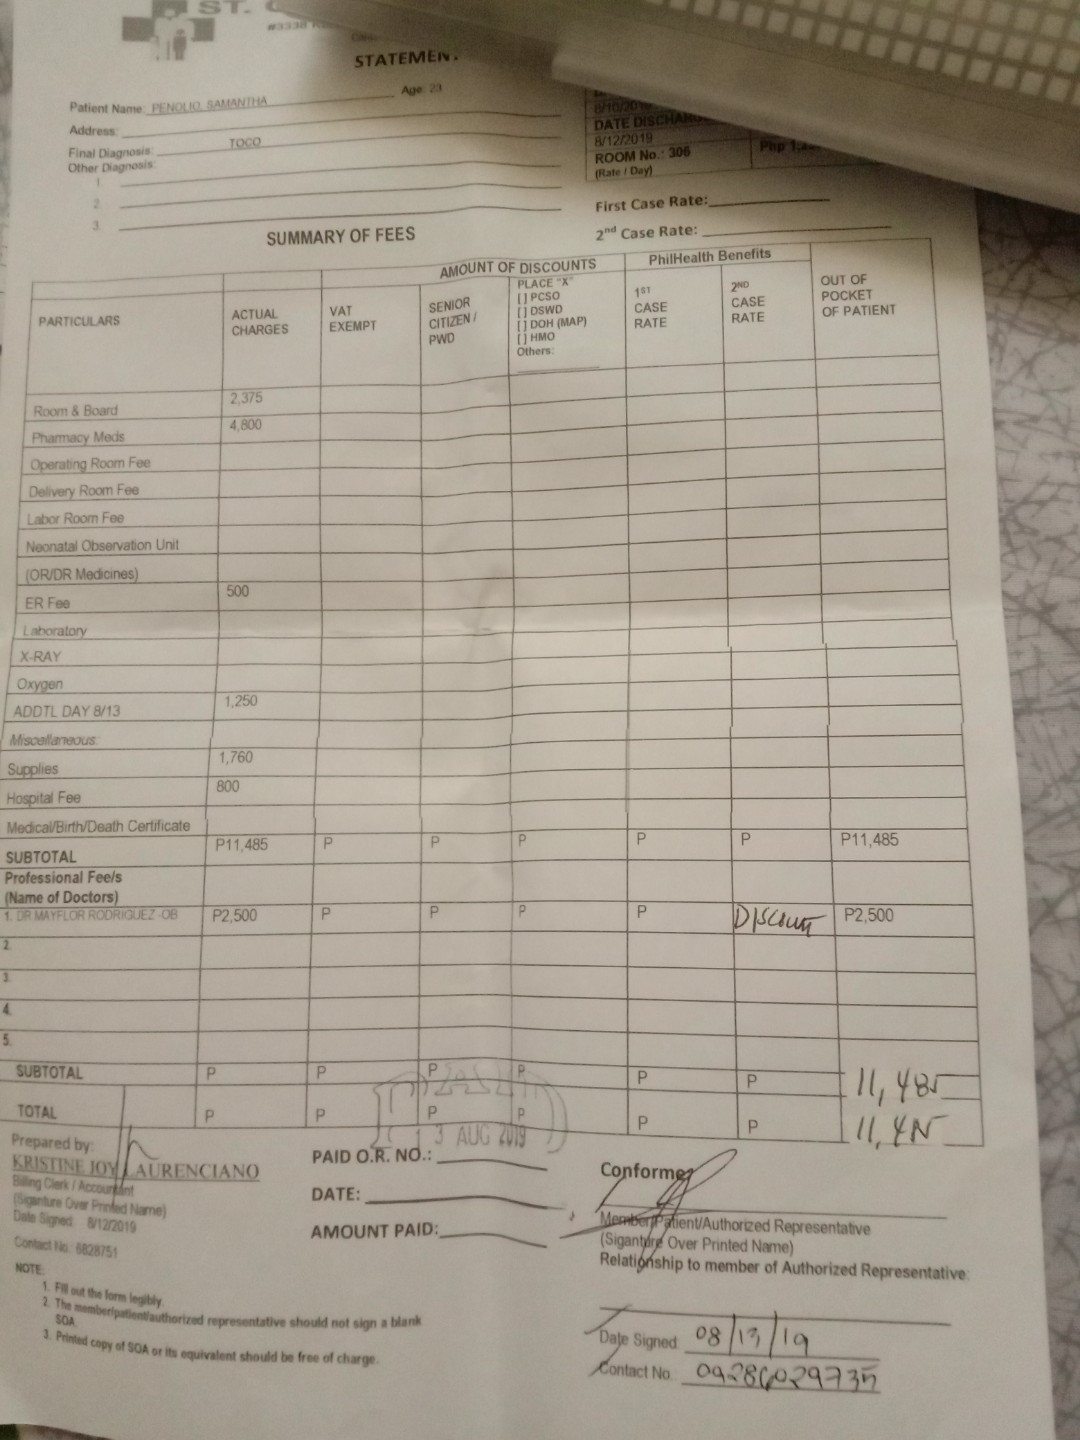 ST.
#3338
STATEMEN
Patient Name: PENOLIO, SAMANTHA Age: 23
Address:
Final Diagnosis: TOCO
Other Diagnosis:
1
2.
3.
DATE DISCHAR
8/12/2019
ROOM No.: 306 Php
(Rate / Day)
First Case Rate:
2nd Case Rate:
SUMMARY OF FEES
PARTICULARS
ACTUAL CHARGES
VAT EXEMPT
AMOUNT OF DISCOUNTS
SENIOR CITIZEN / PWD
PLACE "X"
[ ] PCSO
[ ] DSWD
[ ] DOH (MAP)
[ ] HMO
Others:
PhilHealth Benefits
1ST CASE RATE
2ND CASE RATE
OUT OF POCKET OF PATIENT
Room & Board 2,375
Pharmacy Meds 4,800
Operating Room Fee
Delivery Room Fee
Labor Room Fee
Neonatal Observation Unit
(OR/DR Medicines)
ER Fee 500
Laboratory
X-RAY
Oxygen
ADDTL DAY 8/13 1,250
Miscellaneous:
Supplies 1,760
Hospital Fee 800
Medical/Birth/Death Certificate
SUBTOTAL P11,485 P P P P P P11,485
Professional Fee/s
(Name of Doctors)
1. DR MAYFLOR RODRIGUEZ -OB P2,500 P P P P Discount P2,500
2.
3.
4.
5.
SUBTOTAL P P P P P P 11,485
TOTAL P P P P P P
13 AUG 2019
Prepared by:
KRISTINE JOY LAURENCIANO
Billing Clerk / Accountant
(Siganture Over Printed Name)
Date Signed: 8/12/2019
Contact No: 6828751
PAID O.R. NO.:
DATE:
AMOUNT PAID:
Conforme:
Member/Patient/Authorized Representative
(Siganture Over Printed Name)
Relationship to member of Authorized Representative:
Date Signed: 08/13/19
Contact No. 09286029735
NOTE:
1. Fill out the form legibly.
2. The member/patient/authorized representative should not sign a blank
SOA.
3. Printed copy of SOA or its equivalent should be free of charge.